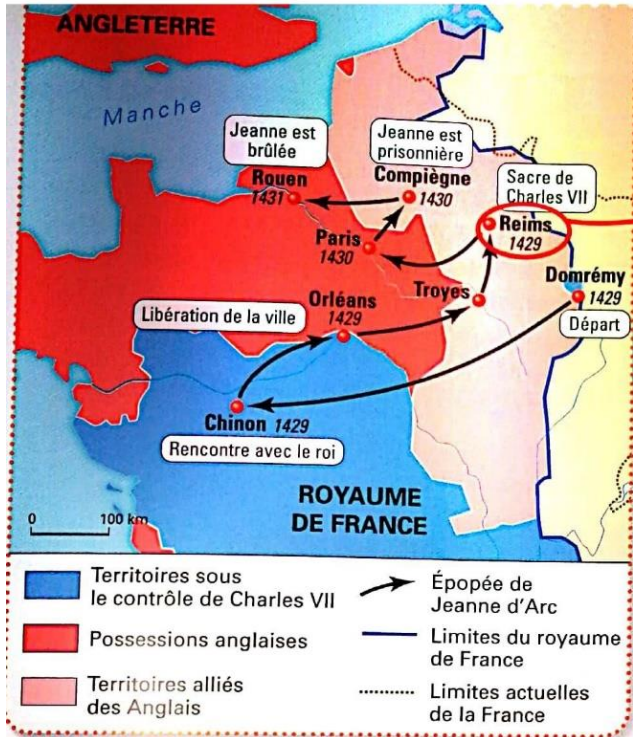 ANGLETERRE
Manche
Jeanne est
brûlée
Rouen
1431
Jeanne est
prisonnière
Compiègne
1430
Sacre de
Charles VII
Reims
1429
Paris
1430
Domrémy
1429
Départ
Troyes
Orléans
1429
Libération de la ville
Chinon 1429
Rencontre avec le roi
ROYAUME
DE FRANCE
0 100 km
Territoires sous
le contrôle de Charles VII
Possessions anglaises
Territoires alliés
des Anglais
Épopée de
Jeanne d'Arc
Limites du royaume
de France
Limites actuelles
de la France